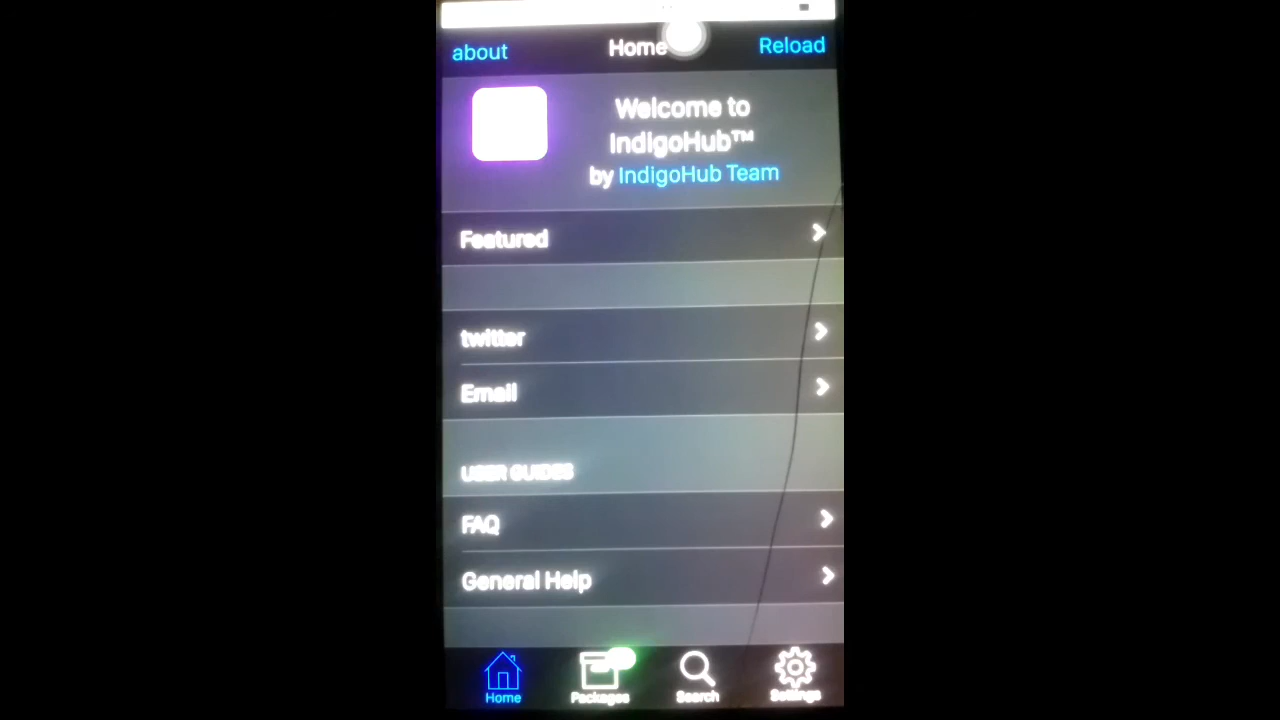 about
Home
Reload
Welcome to
IndigoHub™
by IndigoHub Team
Featured
twitter
Email
USER GUIDES
FAQ
General Help
Home
Packages
Search
Settings